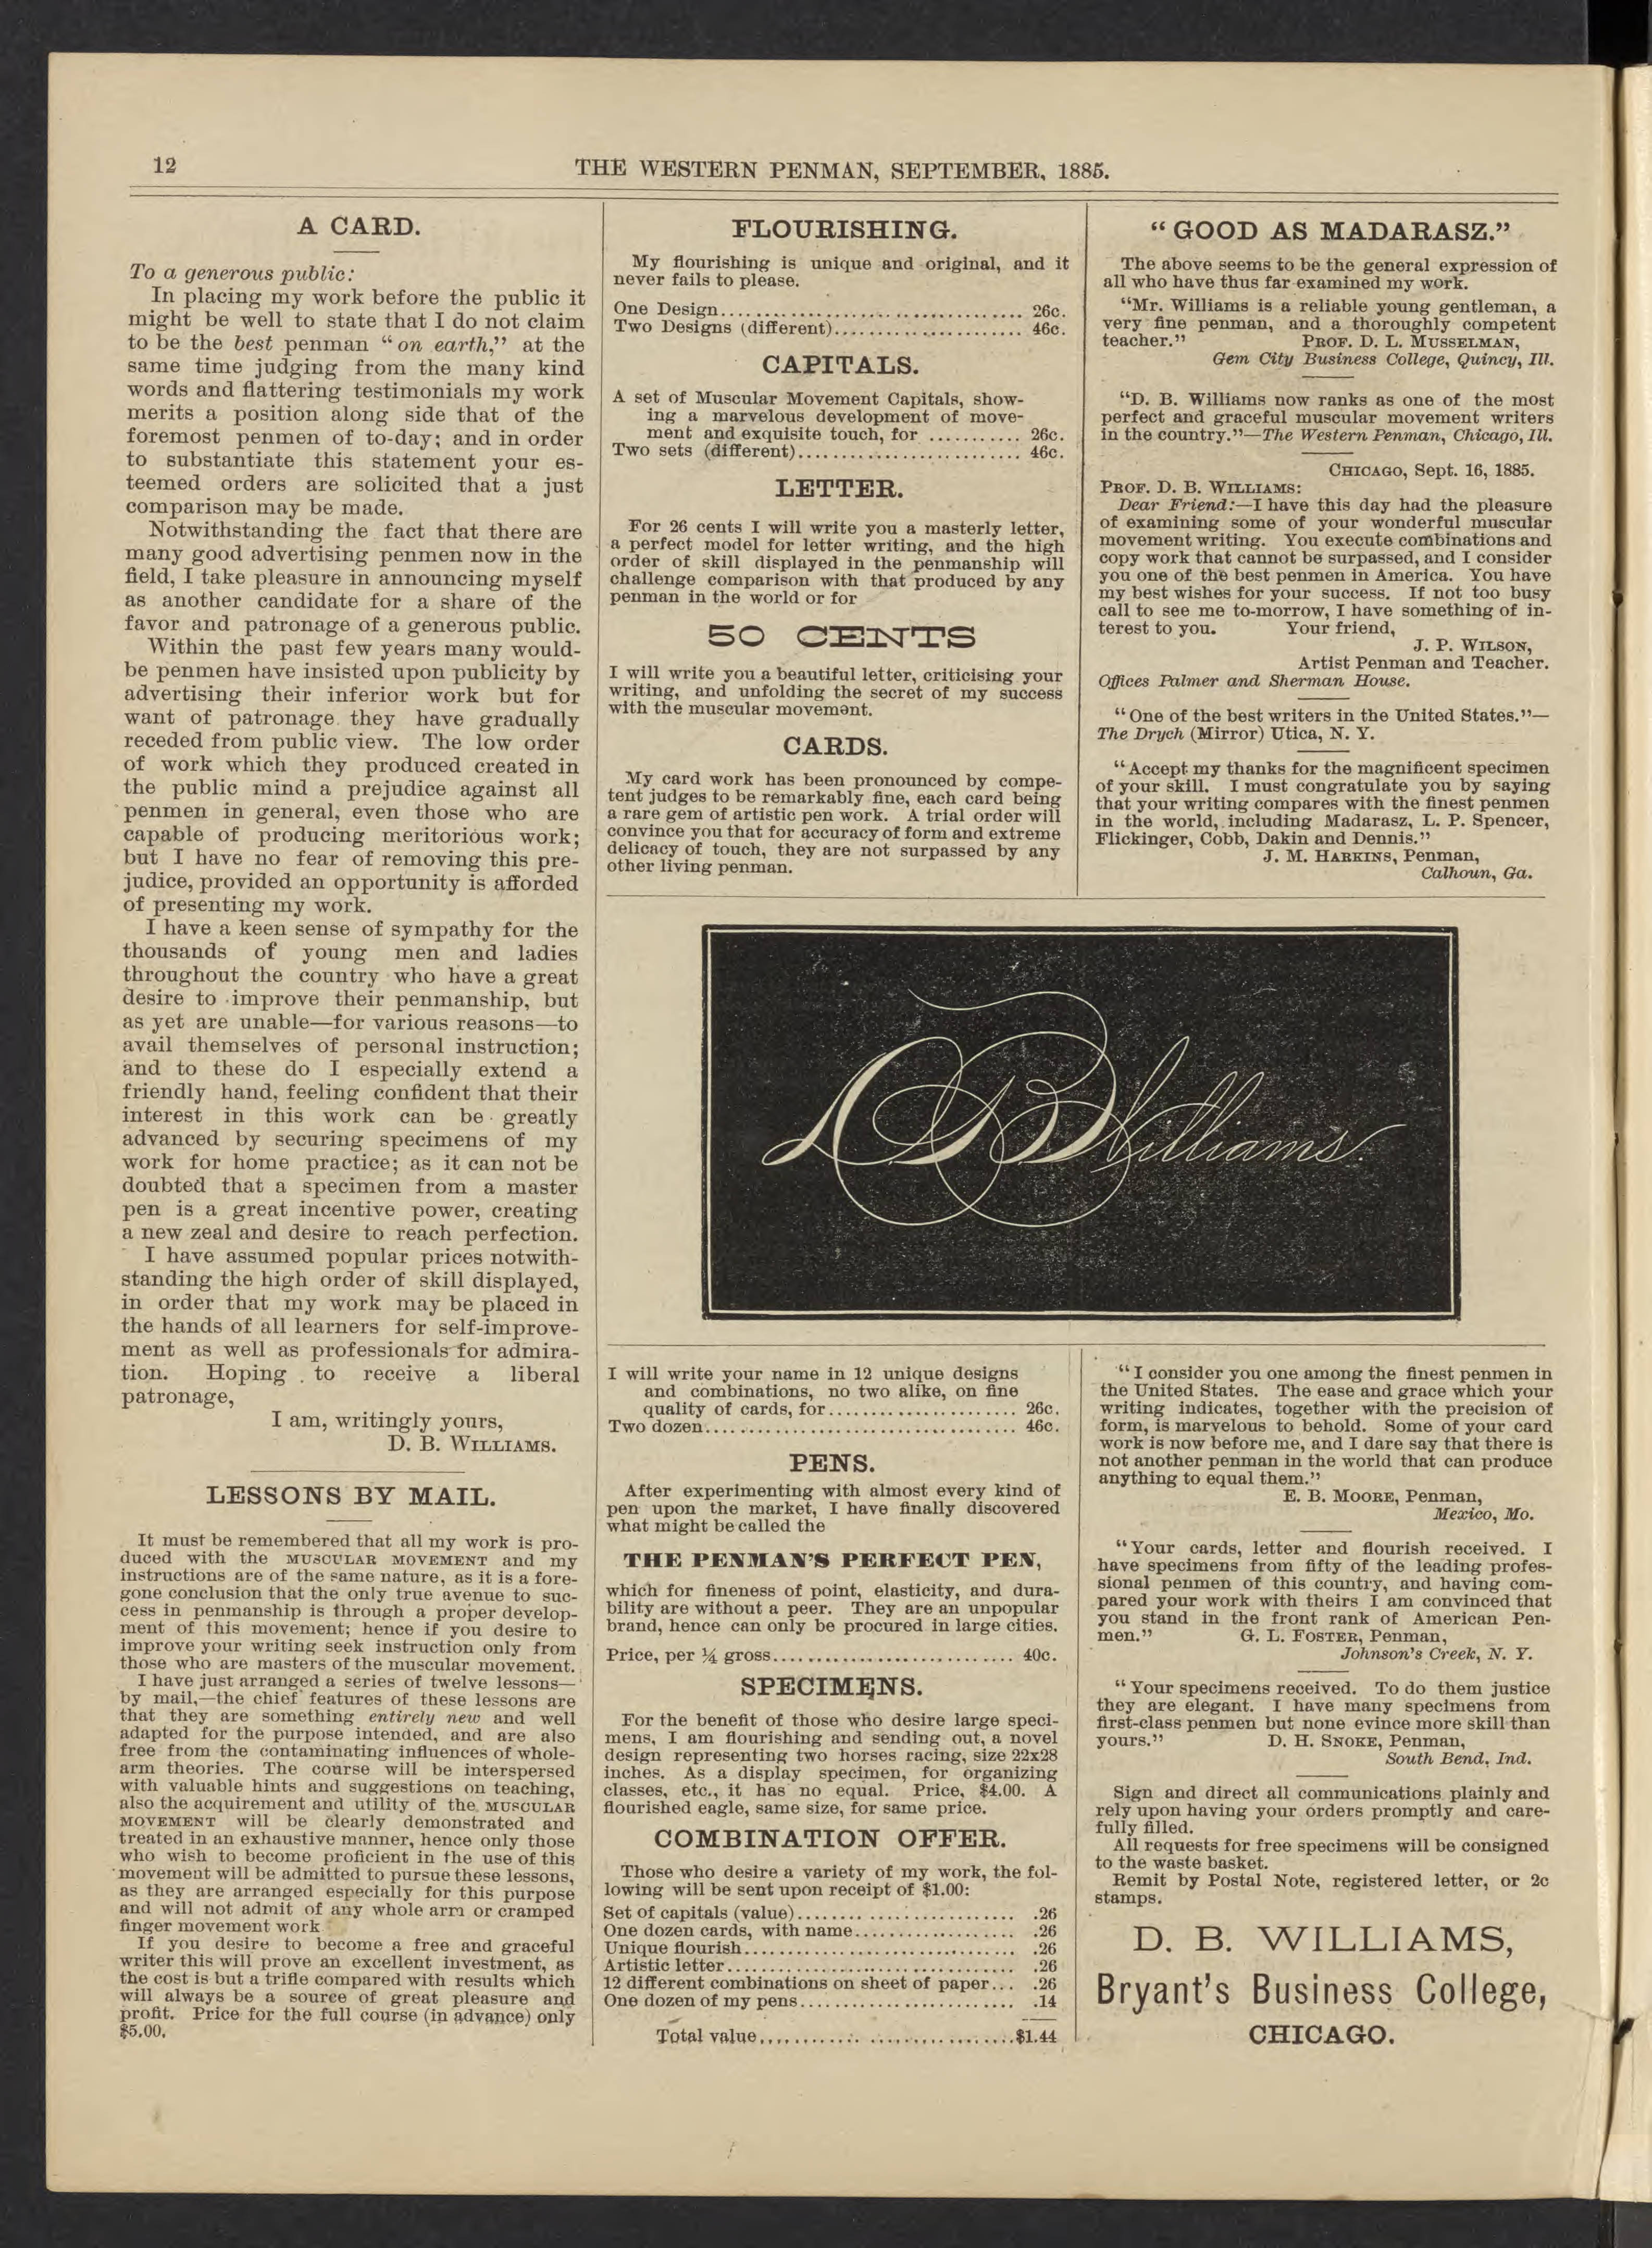 12
THE WESTERN PENMAN, SEPTEMBER, 1885.
A CARD.
To a generous public:
In placing my work before the public it
might be well to state that I do not claim
to be the best penman “on earth,” at the
same time judging from the many kind
words and flattering testimonials my work
merits a position along side that of the
foremost penmen of to-day; and in order
to substantiate this statement your es-
teemed orders are solicited that a just
comparison may be made.
Notwithstanding the fact that there are
many good advertising penmen now in the
field, I take pleasure in announcing myself
as another candidate for a share of the
favor and patronage of a generous public.
Within the past few years many would-
be penmen have insisted upon publicity by
advertising their inferior work but for
want of patronage they have gradually
receded from public view. The low order
of work which they produced created in
the public mind a prejudice against all
penmen in general, even those who are
capable of producing meritorious work;
but I have no fear of removing this pre-
judice, provided an opportunity is afforded
of presenting my work.
I have a keen sense of sympathy for the
thousands of young men and ladies
throughout the country who have a great
desire to improve their penmanship, but
as yet are unable—for various reasons—to
avail themselves of personal instruction;
and to these do I especially extend a
friendly hand, feeling confident that their
interest in this work can be greatly
advanced by securing specimens of my
work for home practice; as it can not be
doubted that a specimen from a master
pen is a great incentive power, creating
a new zeal and desire to reach perfection.
I have assumed popular prices notwith-
standing the high order of skill displayed,
in order that my work may be placed in
the hands of all learners for self-improve-
ment as well as professionals for admira-
tion. Hoping to receive a liberal
patronage,
I am, writingly yours,
D. B. WILLIAMS.
LESSONS BY MAIL.
It must be remembered that all my work is pro-
duced with the MUSCULAR MOVEMENT and my
instructions are of the same nature, as it is a fore-
gone conclusion that the only true avenue to suc-
cess in penmanship is through a proper develop-
ment of this movement; hence if you desire to
improve your writing seek instruction only from
those who are masters of the muscular movement.
I have just arranged a series of twelve lessons—
by mail,—the chief features of these lessons are
that they are something entirely new and well
adapted for the purpose intended, and are also
free from the contaminating influences of whole-
arm theories. The course will be interspersed
with valuable hints and suggestions on teaching,
also the acquirement and utility of the MUSCULAR
MOVEMENT will be clearly demonstrated and
treated in an exhaustive manner, hence only those
who wish to become proficient in the use of this
movement will be admitted to pursue these lessons,
as they are arranged especially for this purpose
and will not admit of any whole arm or cramped
finger movement work
If you desire to become a free and graceful
writer this will prove an excellent investment, as
the cost is but a trifle compared with results which
will always be a source of great pleasure and
profit. Price for the full course (in advance) only
$5.00.
FLOURISHING.
My flourishing is unique and original, and it
never fails to please.
One Design.................................. 26c.
Two Designs (different)...................... 46c.
CAPITALS.
A set of Muscular Movement Capitals, show-
ing a marvelous development of move-
ment and exquisite touch, for ........... 26c.
Two sets (different)......................... 46c.
LETTER.
For 26 cents I will write you a masterly letter,
a perfect model for letter writing, and the high
order of skill displayed in the penmanship will
challenge comparison with that produced by any
penman in the world or for
50 CENTS
I will write you a beautiful letter, criticising your
writing, and unfolding the secret of my success
with the muscular movement.
CARDS.
My card work has been pronounced by compe-
tent judges to be remarkably fine, each card being
a rare gem of artistic pen work. A trial order will
convince you that for accuracy of form and extreme
delicacy of touch, they are not surpassed by any
other living penman.
“GOOD AS MADARASZ.”
The above seems to be the general expression of
all who have thus far examined my work.
“Mr. Williams is a reliable young gentleman, a
very fine penman, and a thoroughly competent
teacher.” PROF. D. L. MUSSELMAN,
Gem City Business College, Quincy, Ill.
“D. B. Williams now ranks as one of the most
perfect and graceful muscular movement writers
in the country.”—The Western Penman, Chicago, Ill.
CHICAGO, Sept. 16, 1885.
PROF. D. B. WILLIAMS:
Dear Friend:—I have this day had the pleasure
of examining some of your wonderful muscular
movement writing. You execute combinations and
copy work that cannot be surpassed, and I consider
you one of the best penmen in America. You have
my best wishes for your success. If not too busy
call to see me to-morrow, I have something of in-
terest to you. Your friend,
J. P. WILSON,
Artist Penman and Teacher.
Offices Palmer and Sherman House.
“One of the best writers in the United States.”—
The Drych (Mirror) Utica, N. Y.
“Accept my thanks for the magnificent specimen
of your skill. I must congratulate you by saying
that your writing compares with the finest penmen
in the world, including Madarasz, L. P. Spencer,
Flickinger, Cobb, Dakin and Dennis.”
J. M. HARKINS, Penman,
Calhoun, Ga.
D B Williams.
I will write your name in 12 unique designs
and combinations, no two alike, on fine
quality of cards, for...................... 26c.
Two dozen.................................... 46c.
PENS.
After experimenting with almost every kind of
pen upon the market, I have finally discovered
what might be called the
THE PENMAN'S PERFECT PEN,
which for fineness of point, elasticity, and dura-
bility are without a peer. They are an unpopular
brand, hence can only be procured in large cities.
Price, per ¼ gross............................ 40c.
SPECIMENS.
For the benefit of those who desire large speci-
mens, I am flourishing and sending out, a novel
design representing two horses racing, size 22x28
inches. As a display specimen, for organizing
classes, etc., it has no equal. Price, $4.00. A
flourished eagle, same size, for same price.
COMBINATION OFFER.
Those who desire a variety of my work, the fol-
lowing will be sent upon receipt of $1.00:
Set of capitals (value)......................... .26
One dozen cards, with name................... .26
Unique flourish................................ .26
Artistic letter.................................. .26
12 different combinations on sheet of paper... .26
One dozen of my pens......................... .14
Total value..............................$1.44
“I consider you one among the finest penmen in
the United States. The ease and grace which your
writing indicates, together with the precision of
form, is marvelous to behold. Some of your card
work is now before me, and I dare say that there is
not another penman in the world that can produce
anything to equal them.”
E. B. MOORE, Penman,
Mexico, Mo.
“Your cards, letter and flourish received. I
have specimens from fifty of the leading profes-
sional penmen of this country, and having com-
pared your work with theirs I am convinced that
you stand in the front rank of American Pen-
men.” G. L. FOSTER, Penman,
Johnson's Creek, N. Y.
“Your specimens received. To do them justice
they are elegant. I have many specimens from
first-class penmen but none evince more skill than
yours.” D. H. SNOKE, Penman,
South Bend, Ind.
Sign and direct all communications plainly and
rely upon having your orders promptly and care-
fully filled.
All requests for free specimens will be consigned
to the waste basket.
Remit by Postal Note, registered letter, or 2c
stamps.
D. B. WILLIAMS,
Bryant's Business College,
CHICAGO.